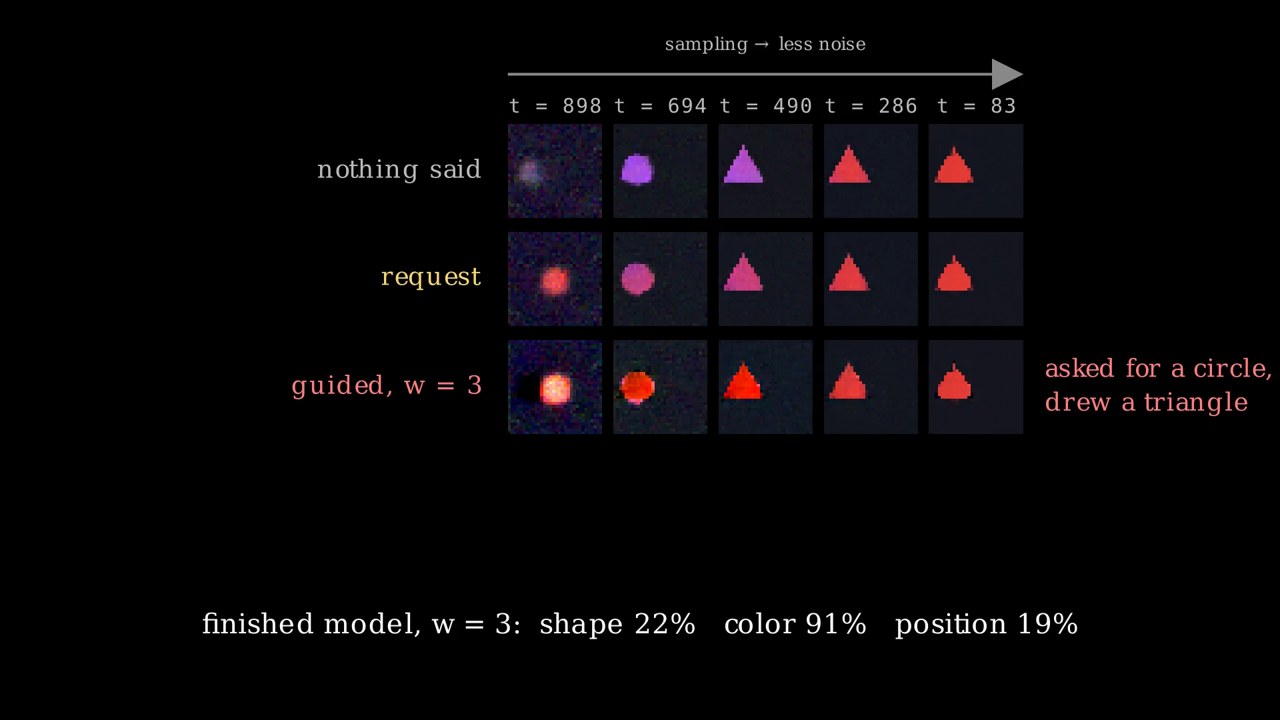 sampling → less noise
t = 898 t = 694 t = 490 t = 286 t = 83
nothing said
request
guided, w = 3
asked for a circle,
drew a triangle
finished model, w = 3: shape 22% color 91% position 19%